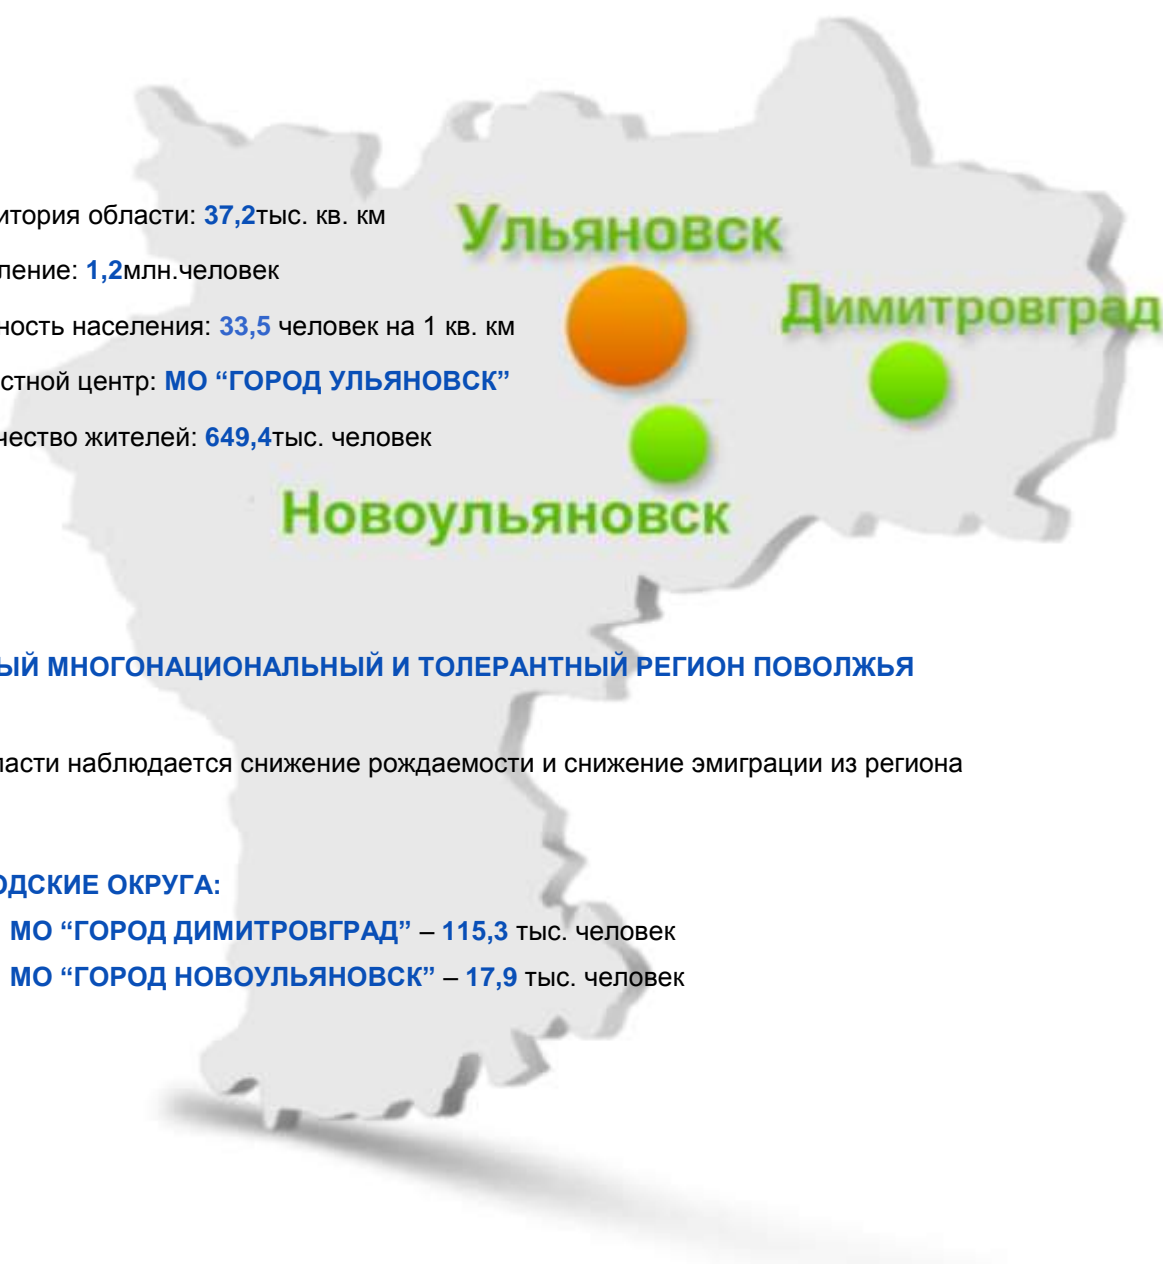 итория области: 37,2тыс. кв. км
Ульяновск
ление: 1,2млн.человек
Димитровград
ность населения: 33,5 человек на 1 кв. км
стной центр: МО “ГОРОД УЛЬЯНОВСК”
чество жителей: 649,4тыс. человек
Новоульяновск
ЫЙ МНОГОНАЦИОНАЛЬНЫЙ И ТОЛЕРАНТНЫЙ РЕГИОН ПОВОЛЖЬЯ
ласти наблюдается снижение рождаемости и снижение эмиграции из региона
ОДСКИЕ ОКРУГА:
МО “ГОРОД ДИМИТРОВГРАД” – 115,3 тыс. человек
МО “ГОРОД НОВОУЛЬЯНОВСК” – 17,9 тыс. человек